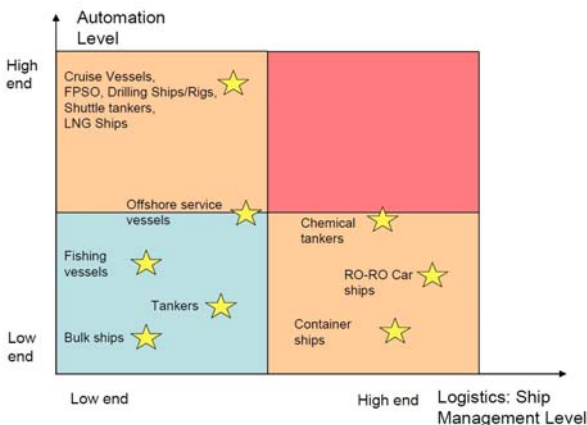 Automation
Level
High
end
Cruise Vessels,
FPSO, Drilling Ships/Rigs,
Shuttle tankers,
LNG Ships
Offshore service
vessels
Chemical
tankers
Fishing
vessels
RO-RO Car
ships
Tankers
Bulk ships
Container
ships
Low
end
Low end
High end
Logistics: Ship
Management Level